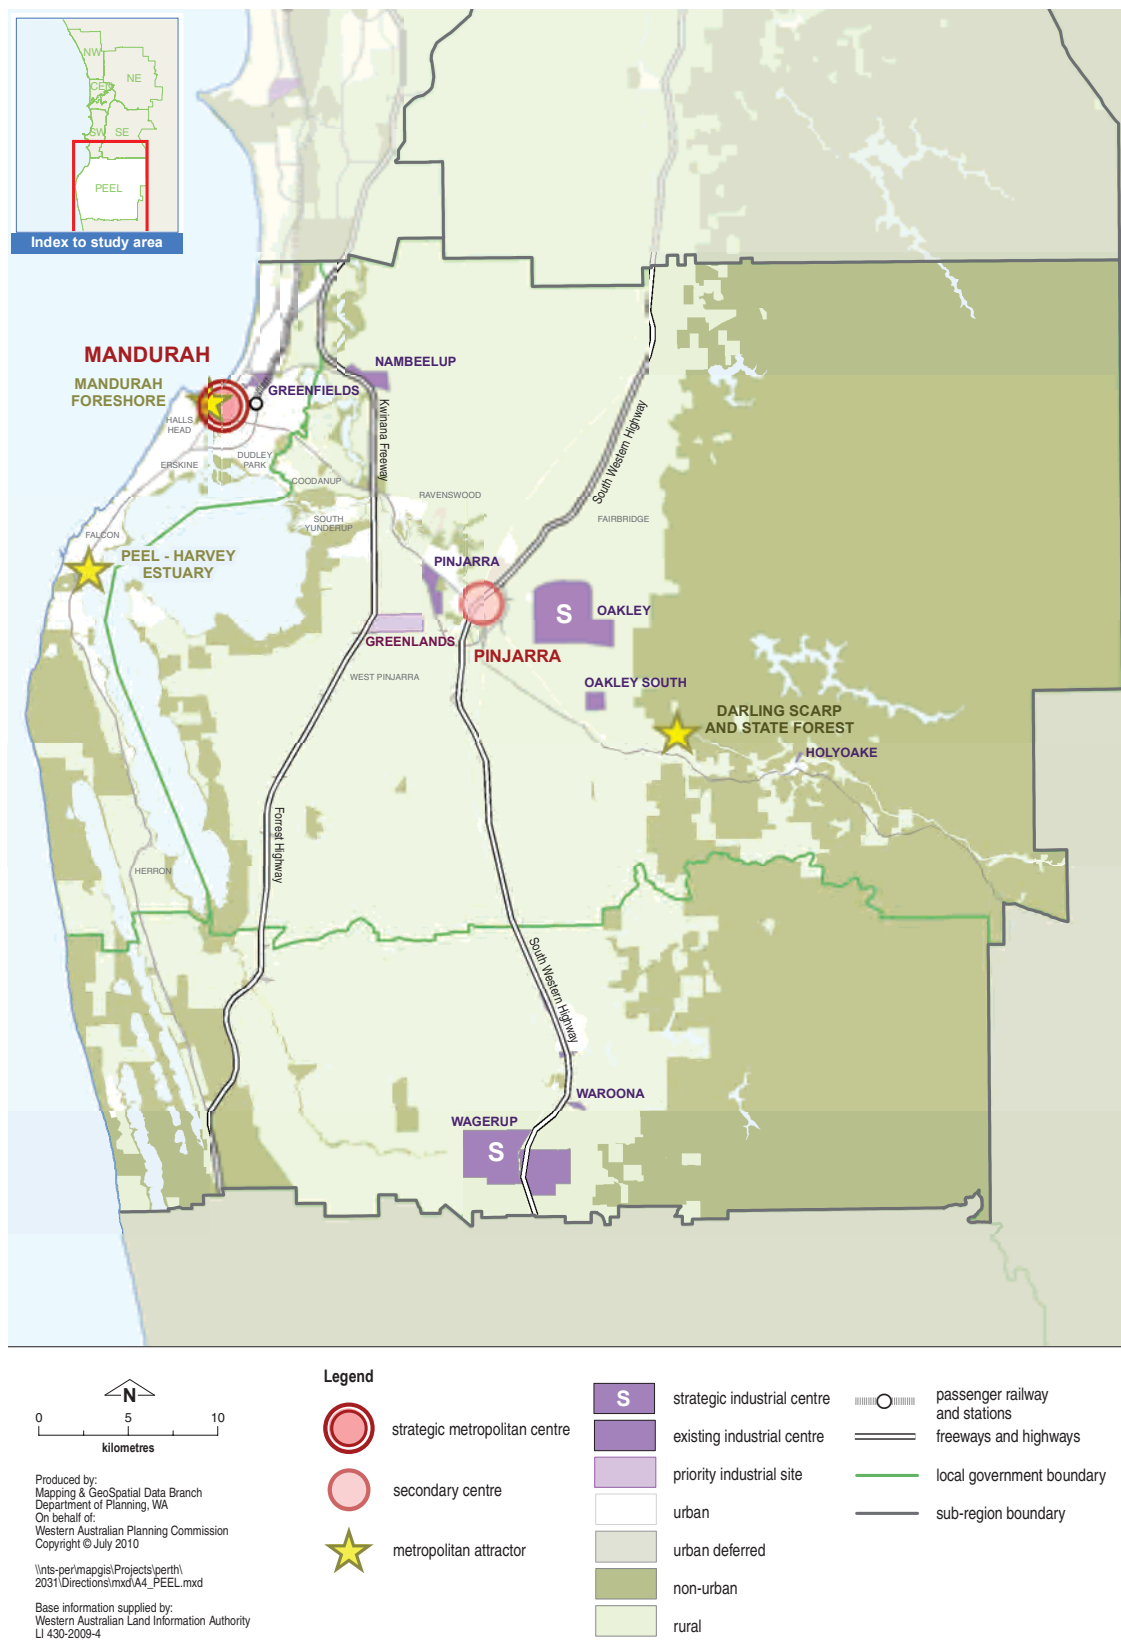 NW
NE
CEN
SW
SE
PEEL
Index to study area
MANDURAH
MANDURAH
FORESHORE
NAMBEELUP
GREENFIELDS
HALLS
HEAD
ERSKINE
DUDLEY
PARK
COODANUP
Kwinana Freeway
South Western Highway
RAVENSWOOD
SOUTH
YUNDERUP
FAIRBRIDGE
FALCON
PEEL - HARVEY
ESTUARY
PINJARRA
S
OAKLEY
GREENLANDS
PINJARRA
WEST PINJARRA
OAKLEY SOUTH
DARLING SCARP
AND STATE FOREST
HOLYOAKE
Forrest Highway
HERRON
South Western Highway
WAROONA
WAGERUP
S
N
0 5 10
kilometres
Produced by:
Mapping & GeoSpatial Data Branch
Department of Planning, WA
On behalf of:
Western Australian Planning Commission
Copyright © July 2010
\\nts-per\mapgis\Projects\perth\
2031\Directions\mxd\A4_PEEL.mxd
Base information supplied by:
Western Australian Land Information Authority
LI 430-2009-4
Legend
strategic metropolitan centre
secondary centre
metropolitan attractor
S
strategic industrial centre
existing industrial centre
priority industrial site
urban
urban deferred
non-urban
rural
passenger railway
and stations
freeways and highways
local government boundary
sub-region boundary